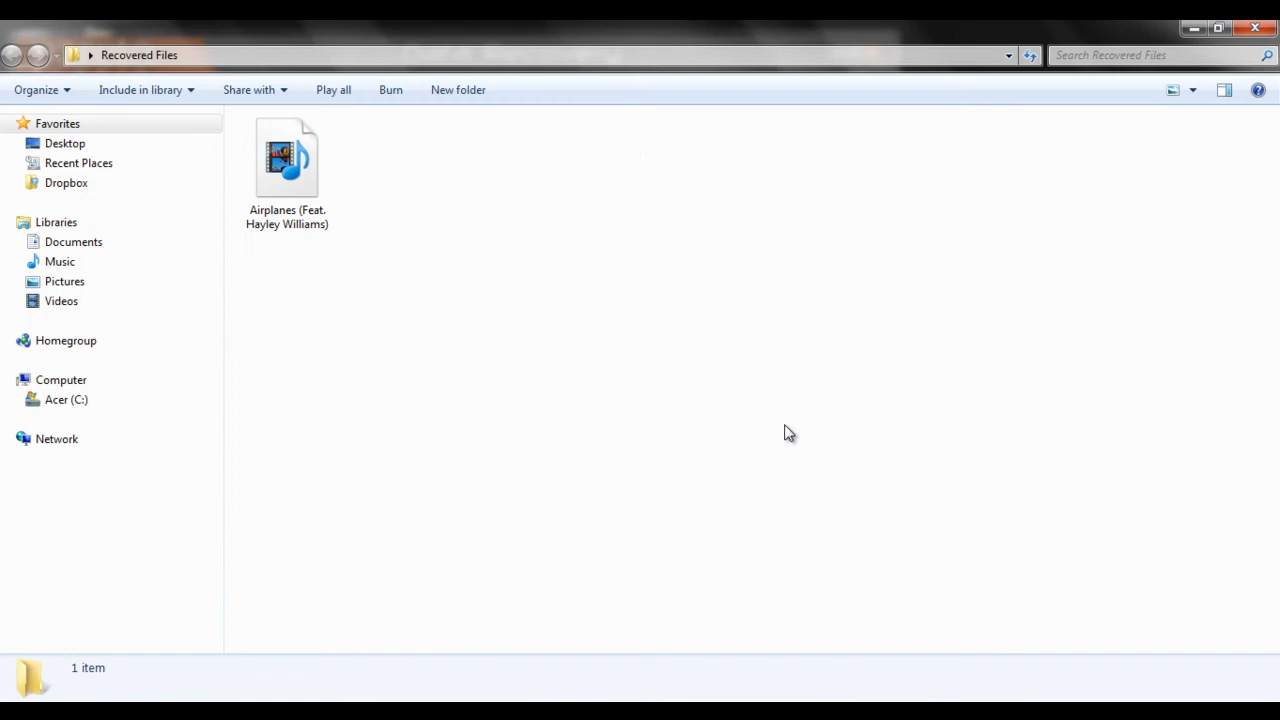 Recovered Files
Search Recovered Files
Organize
Include in library
Share with
Play all
Burn
New folder
Favorites
Desktop
Recent Places
Dropbox
Libraries
Documents
Music
Pictures
Videos
Homegroup
Computer
Acer (C:)
Network
Airplanes (Feat.
Hayley Williams)
1 item